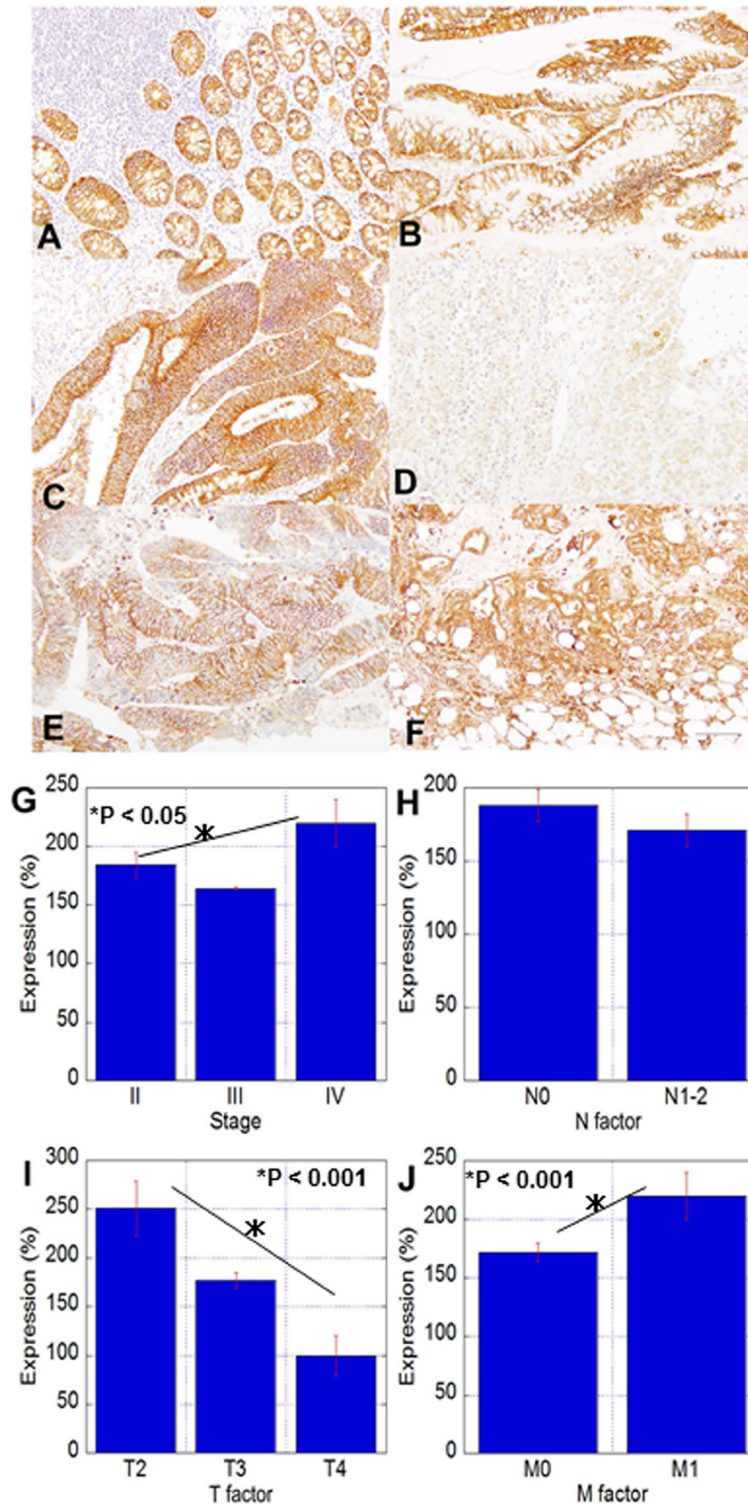 A
B
C
D
E
F
G
*P < 0.05
Expression (%)
250
200
150
100
50
0
II III IV
Stage
H
Expression (%)
200
150
100
50
0
N0 N1-2
N factor
I
*P < 0.001
Expression (%)
300
250
200
150
100
50
0
T2 T3 T4
T factor
J
*P < 0.001
Expression (%)
250
200
150
100
50
0
M0 M1
M factor